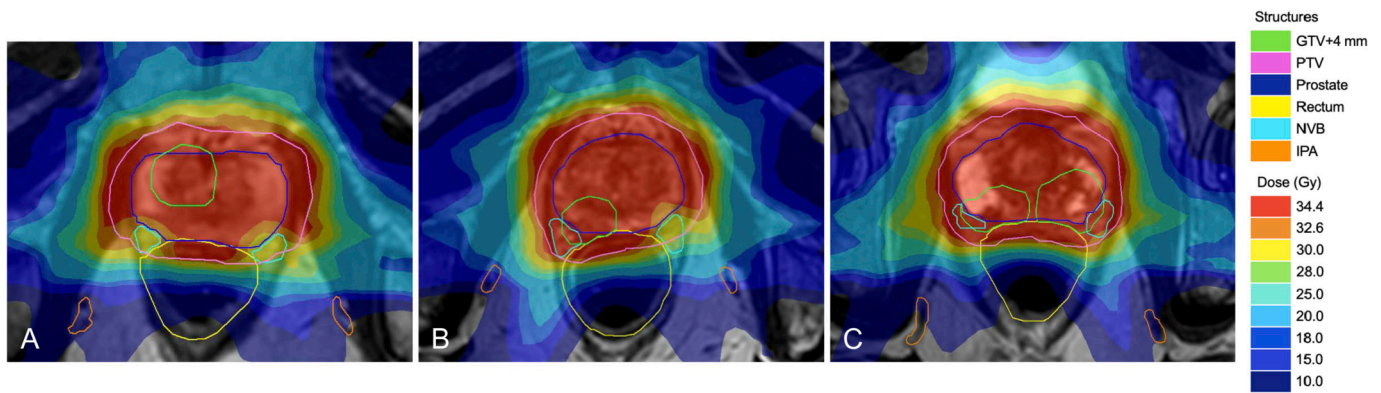 A
B
C
Structures
GTV+4 mm
PTV
Prostate
Rectum
NVB
IPA
Dose (Gy)
34.4
32.6
30.0
28.0
25.0
20.0
18.0
15.0
10.0